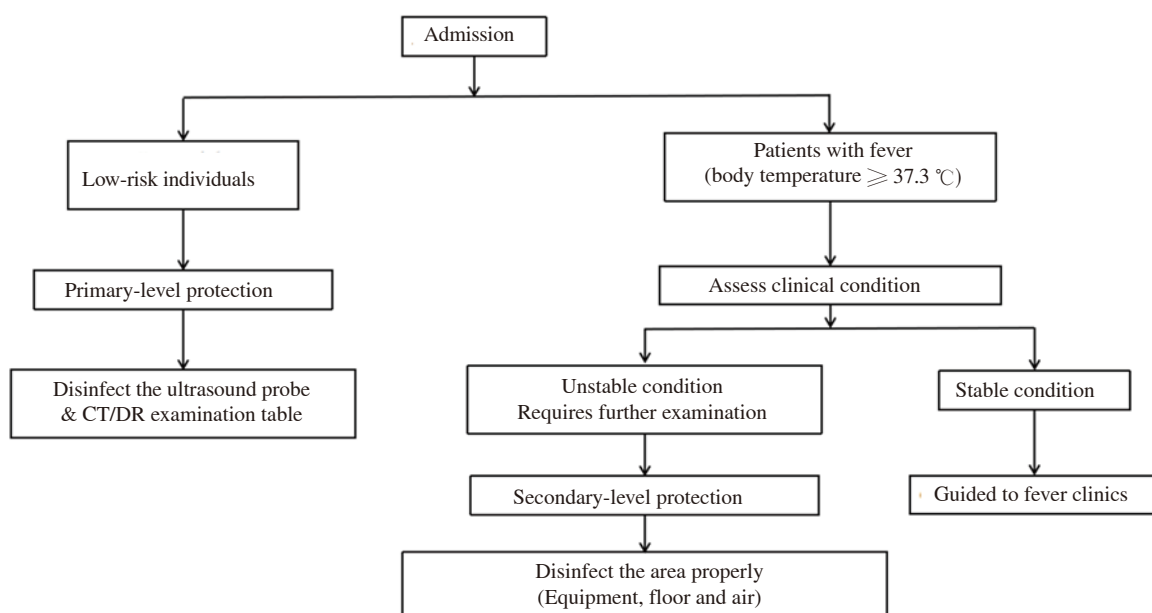 Admission
Low-risk individuals
Patients with fever
(body temperature ⩾ 37.3 ℃)
Primary-level protection
Assess clinical condition
Disinfect the ultrasound probe
& CT/DR examination table
Unstable condition
Requires further examination
Stable condition
Secondary-level protection
Guided to fever clinics
Disinfect the area properly
(Equipment, floor and air)